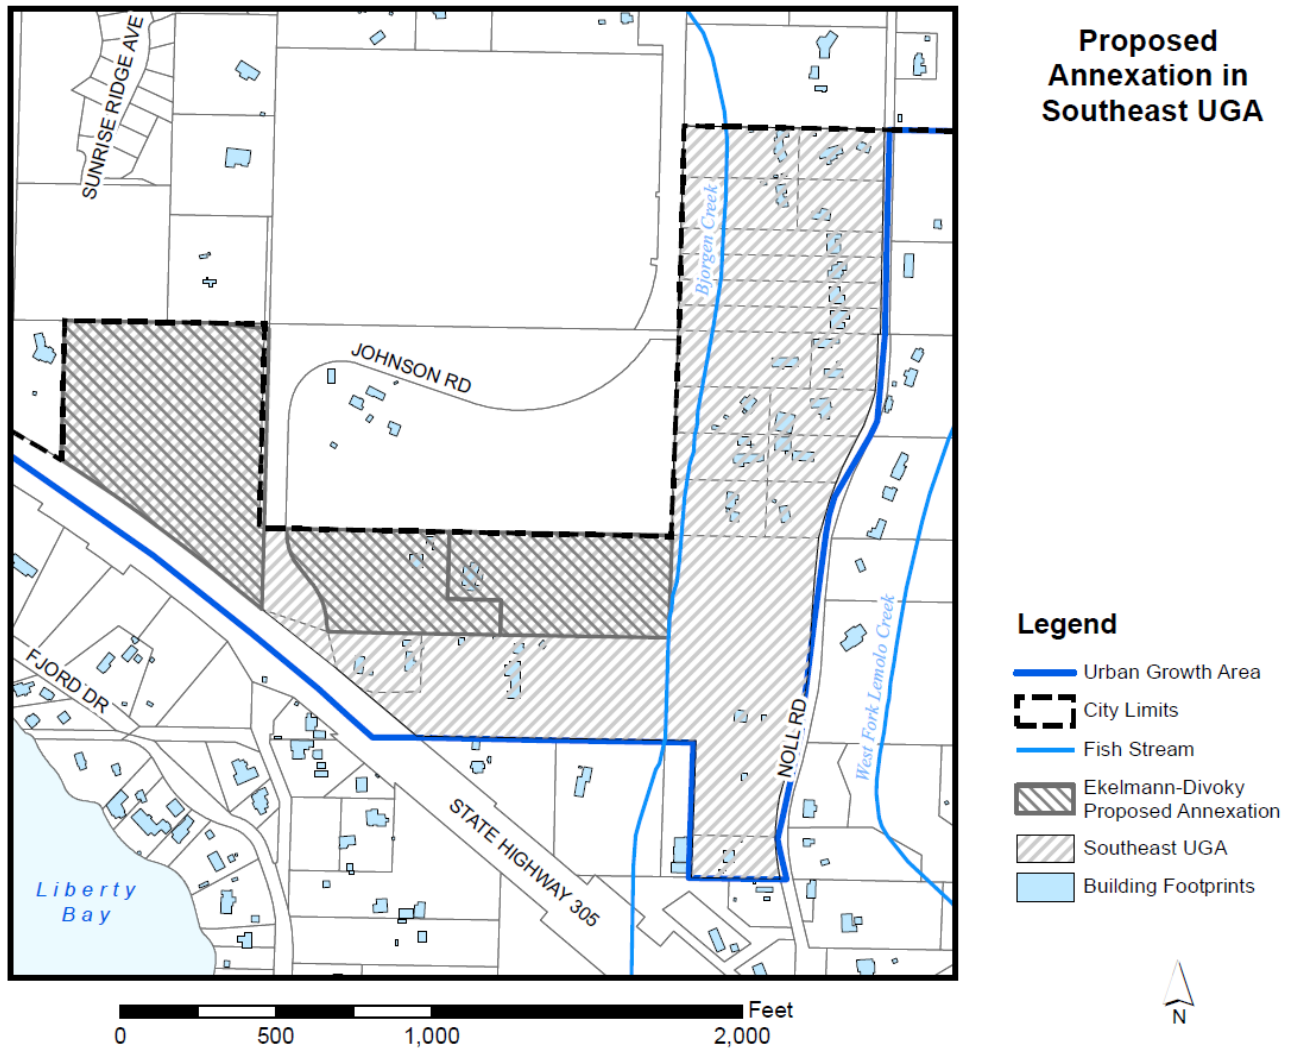 Proposed
Annexation in
Southeast UGA
SUNRISE RIDGE AVE
Bjorgen Creek
JOHNSON RD
West Fork Lemolo Creek
FJORD DR
NOLL RD
STATE HIGHWAY 305
Liberty
Bay
Legend
Urban Growth Area
City Limits
Fish Stream
Ekelmann-Divoky
Proposed Annexation
Southeast UGA
Building Footprints
N
Feet
0 500 1,000 2,000